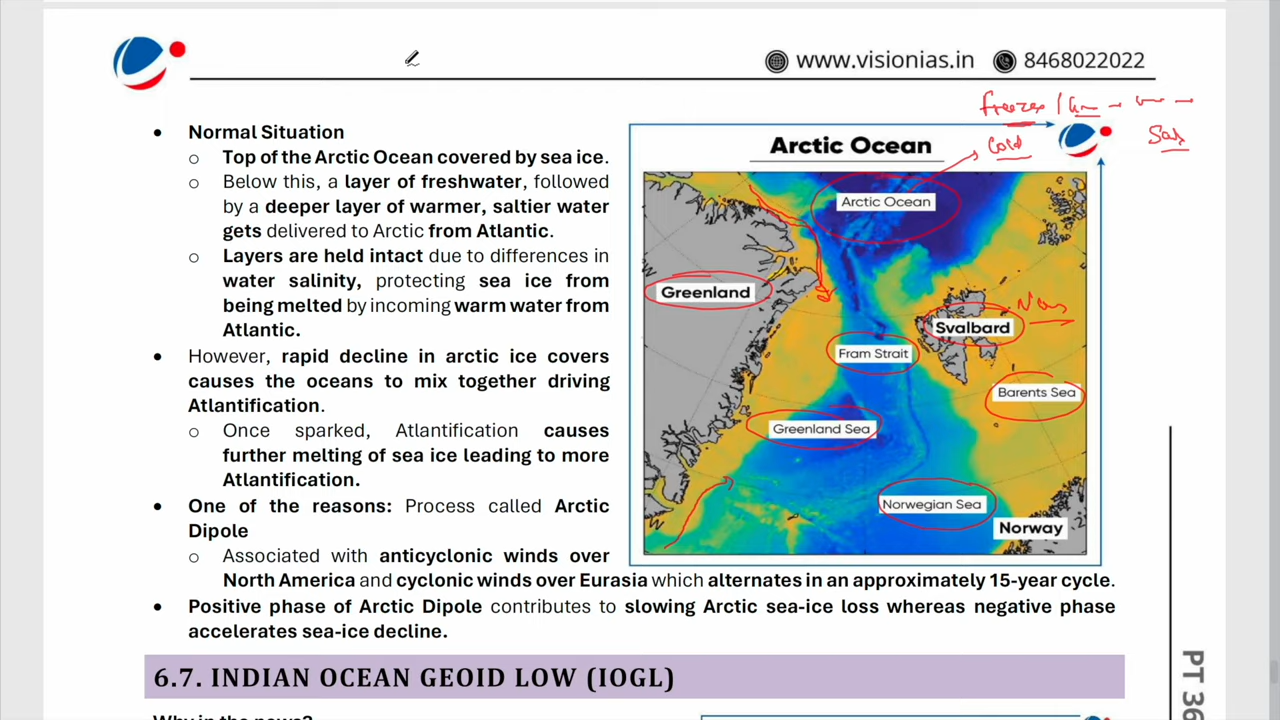 www.visionias.in 8468022022
freezes
Cold
• Normal Situation
o Top of the Arctic Ocean covered by sea ice.
o Below this, a layer of freshwater, followed
by a deeper layer of warmer, saltier water
gets delivered to Arctic from Atlantic.
o Layers are held intact due to differences in
water salinity, protecting sea ice from
being melted by incoming warm water from
Atlantic.
• However, rapid decline in arctic ice covers
causes the oceans to mix together driving
Atlantification.
o Once sparked, Atlantification causes
further melting of sea ice leading to more
Atlantification.
• One of the reasons: Process called Arctic
Dipole
o Associated with anticyclonic winds over
North America and cyclonic winds over Eurasia which alternates in an approximately 15-year cycle.
• Positive phase of Arctic Dipole contributes to slowing Arctic sea-ice loss whereas negative phase
accelerates sea-ice decline.
Arctic Ocean
Arctic Ocean
Greenland
Svalbard
Fram Strait
Barents Sea
Greenland Sea
Norwegian Sea
Norway
6.7. INDIAN OCEAN GEOID LOW (IOGL)
Why in the news?
PT 36